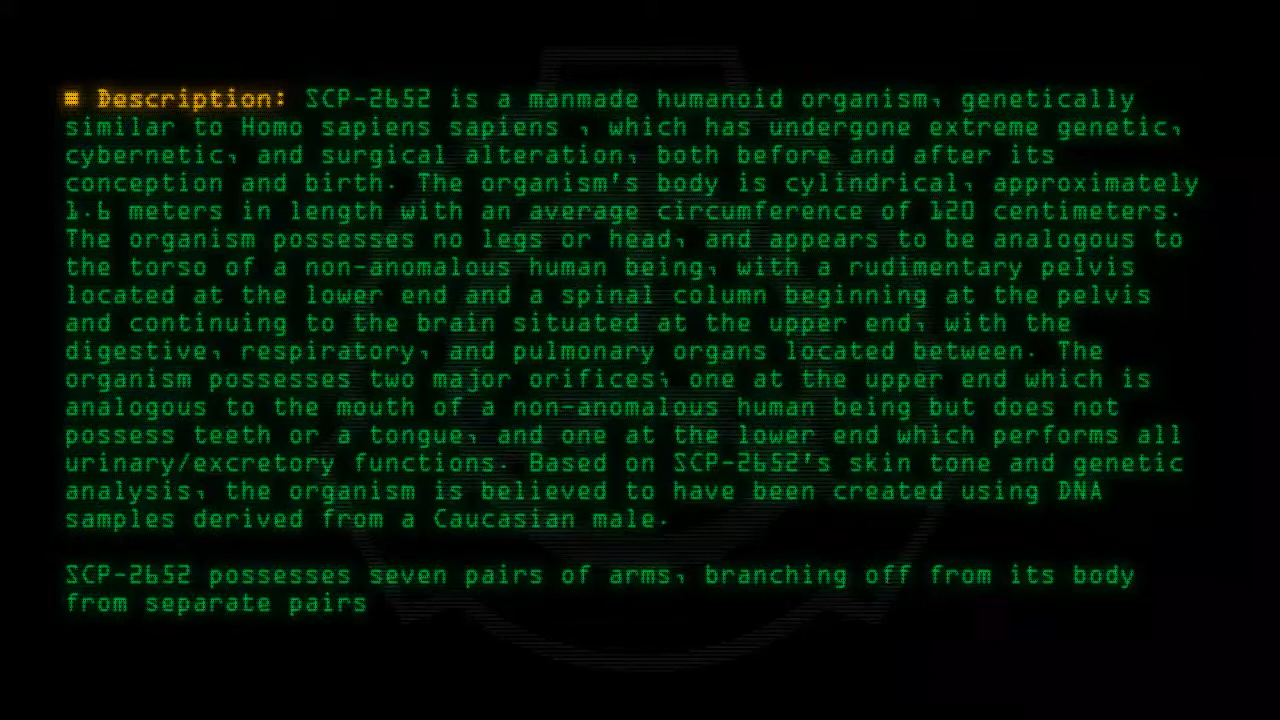 ■ Description: SCP-2652 is a manmade humanoid organism, genetically
similar to Homo sapiens sapiens , which has undergone extreme genetic,
cybernetic, and surgical alteration, both before and after its
conception and birth. The organism's body is cylindrical, approximately
1.6 meters in length with an average circumference of 120 centimeters.
The organism possesses no legs or head, and appears to be analogous to
the torso of a non-anomalous human being, with a rudimentary pelvis
located at the lower end and a spinal column beginning at the pelvis
and continuing to the brain situated at the upper end, with the
digestive, respiratory, and pulmonary organs located between. The
organism possesses two major orifices; one at the upper end which is
analogous to the mouth of a non-anomalous human being but does not
possess teeth or a tongue, and one at the lower end which performs all
urinary/excretory functions. Based on SCP-2652's skin tone and genetic
analysis, the organism is believed to have been created using DNA
samples derived from a Caucasian male.
SCP-2652 possesses seven pairs of arms, branching off from its body
from separate pairs